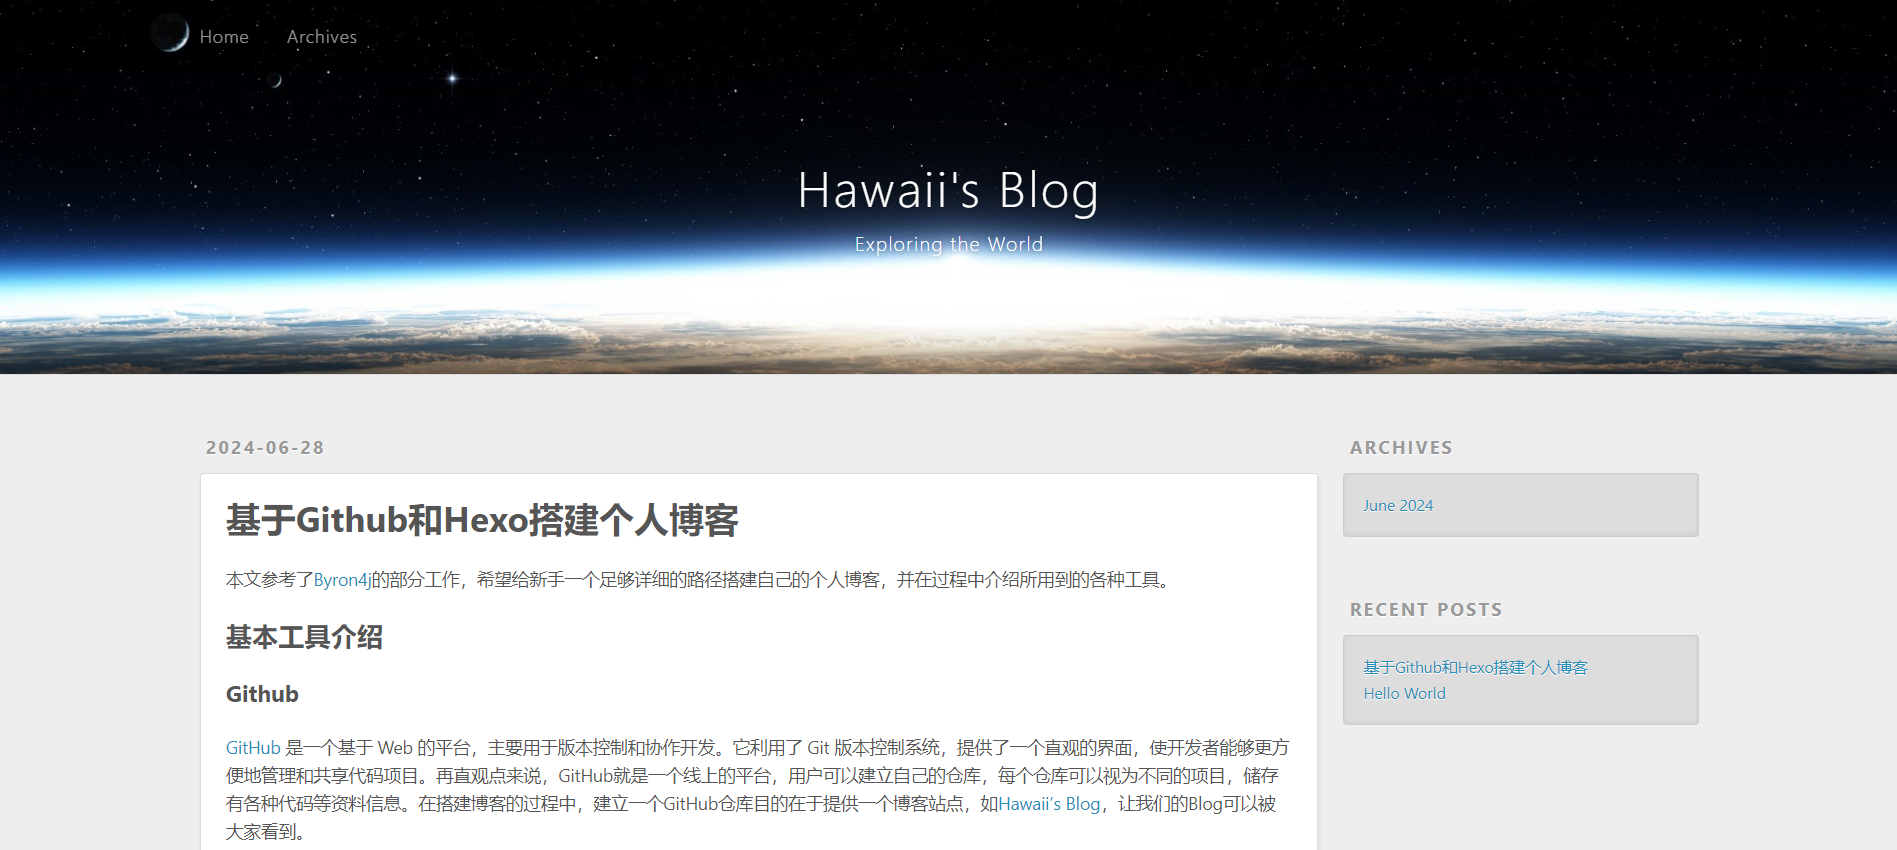 Home Archives
Hawaii's Blog
Exploring the World
2024-06-28
基于Github和Hexo搭建个人博客
本文参考了Byron4j的部分工作，希望给新手一个足够详细的路径搭建自己的个人博客，并在过程中介绍所用到的各种工具。
基本工具介绍
Github
GitHub 是一个基于 Web 的平台，主要用于版本控制和协作开发。它利用了 Git 版本控制系统，提供了一个直观的界面，使开发者能够更方
便地管理和共享代码项目。再直观点来说，GitHub就是一个线上的平台，用户可以建立自己的仓库，每个仓库可以视为不同的项目，储存
有各种代码等资料信息。在搭建博客的过程中，建立一个GitHub仓库目的在于提供一个博客站点，如Hawaii’s Blog，让我们的Blog可以被
大家看到。
ARCHIVES
June 2024
RECENT POSTS
基于Github和Hexo搭建个人博客
Hello World